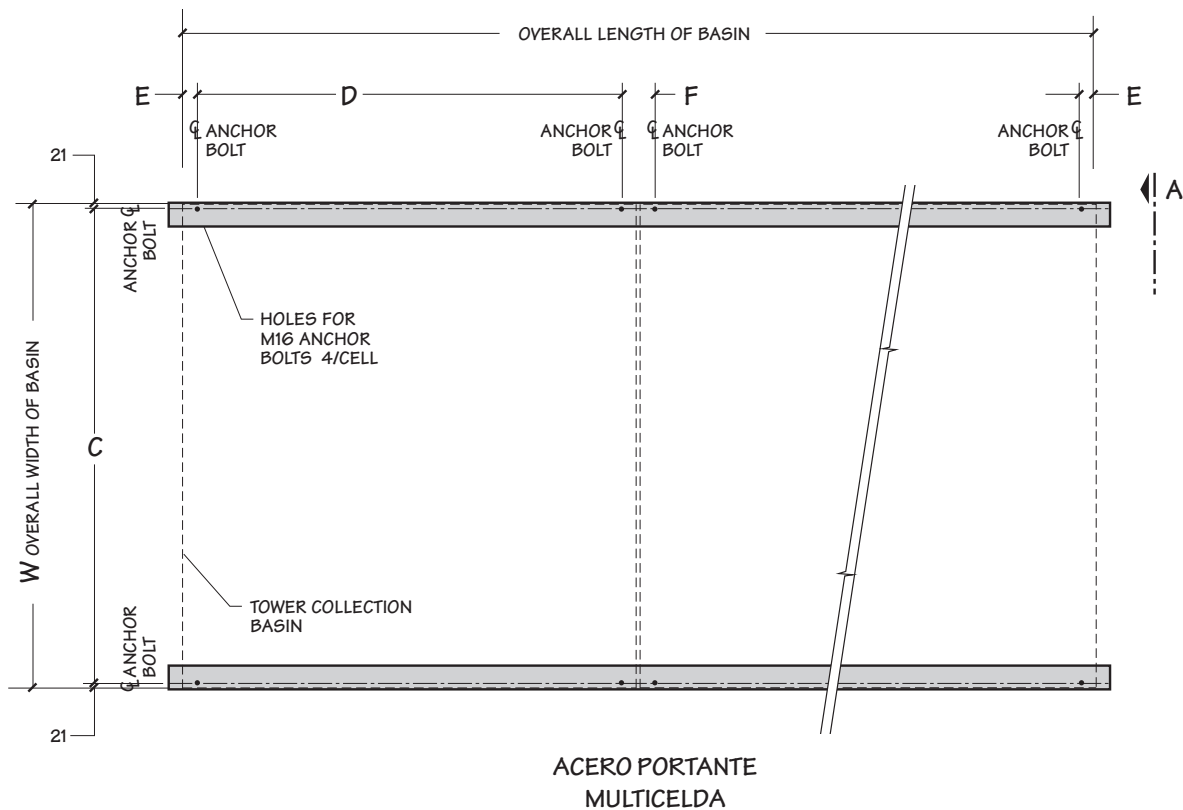 OVERALL LENGTH OF BASIN
E
D
F
E
℄ ANCHOR
BOLT
ANCHOR ℄
BOLT
℄ ANCHOR
BOLT
ANCHOR ℄
BOLT
21
A
ANCHOR ℄
BOLT
HOLES FOR
M16 ANCHOR
BOLTS 4/CELL
W OVERALL WIDTH OF BASIN
C
TOWER COLLECTION
BASIN
℄ ANCHOR
BOLT
21
ACERO PORTANTE
MULTICELDA